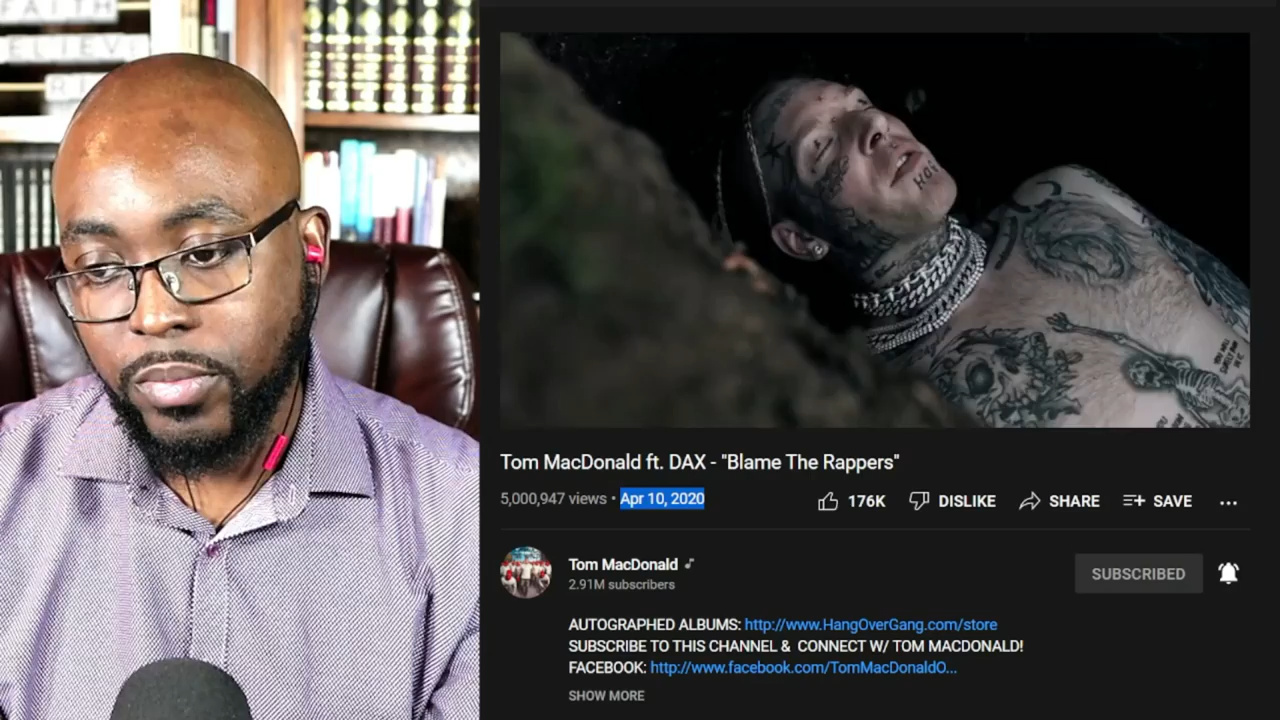 FAITH
Tom MacDonald ft. DAX - "Blame The Rappers"
5,000,947 views • Apr 10, 2020
176K DISLIKE SHARE SAVE
Tom MacDonald
2.91M subscribers
SUBSCRIBED
AUTOGRAPHED ALBUMS: http://www.HangOverGang.com/store
SUBSCRIBE TO THIS CHANNEL & CONNECT W/ TOM MACDONALD!
FACEBOOK: http://www.facebook.com/TomMacDonaldO...
SHOW MORE